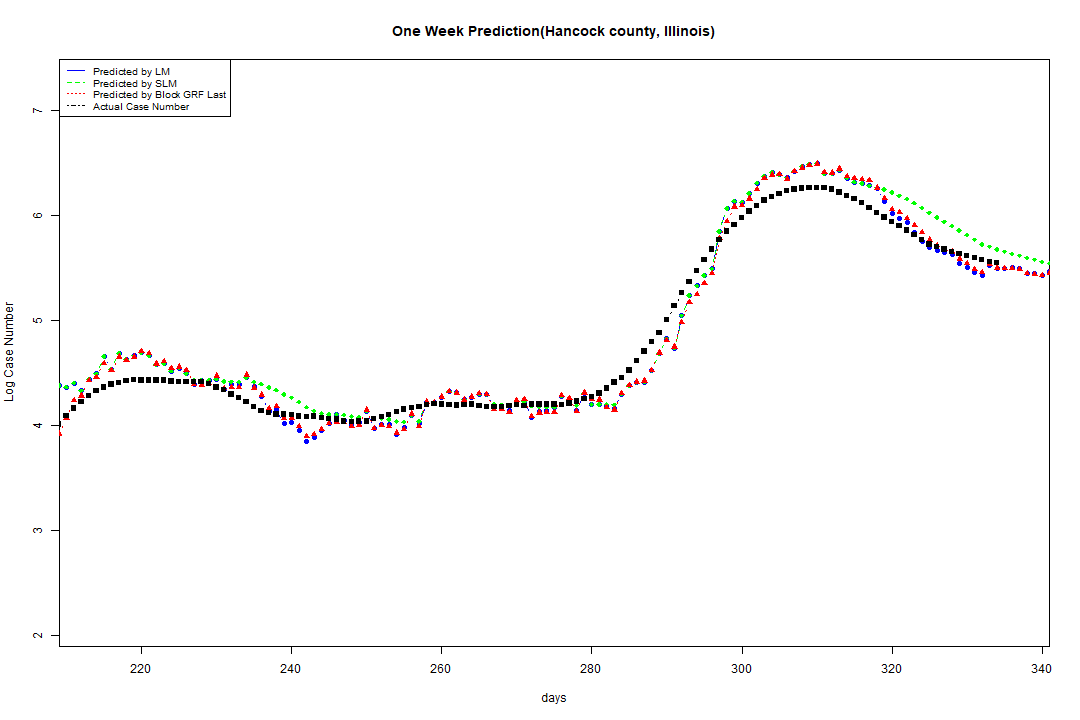 One Week Prediction(Hancock county, Illinois)
Predicted by LM
Predicted by SLM
Predicted by Block GRF Last
Actual Case Number
7
6
5
4
3
2
Log Case Number
220 240 260 280 300 320 340
days